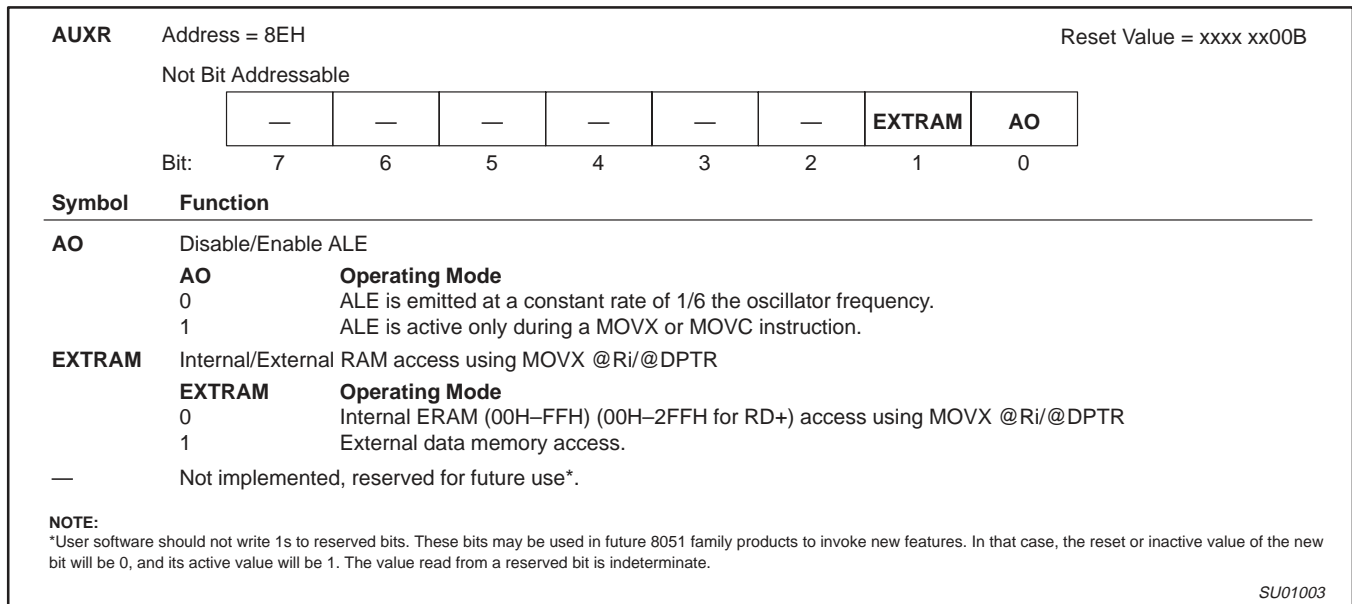 AUXR Address = 8EH Reset Value = xxxx xx00B
Not Bit Addressable
— — — — — — EXTRAM AO
Bit: 7 6 5 4 3 2 1 0
Symbol Function
AO Disable/Enable ALE
AO Operating Mode
0 ALE is emitted at a constant rate of 1/6 the oscillator frequency.
1 ALE is active only during a MOVX or MOVC instruction.
EXTRAM Internal/External RAM access using MOVX @Ri/@DPTR
EXTRAM Operating Mode
0 Internal ERAM (00H–FFH) (00H–2FFH for RD+) access using MOVX @Ri/@DPTR
1 External data memory access.
— Not implemented, reserved for future use*.
NOTE:
*User software should not write 1s to reserved bits. These bits may be used in future 8051 family products to invoke new features. In that case, the reset or inactive value of the new
bit will be 0, and its active value will be 1. The value read from a reserved bit is indeterminate.
SU01003